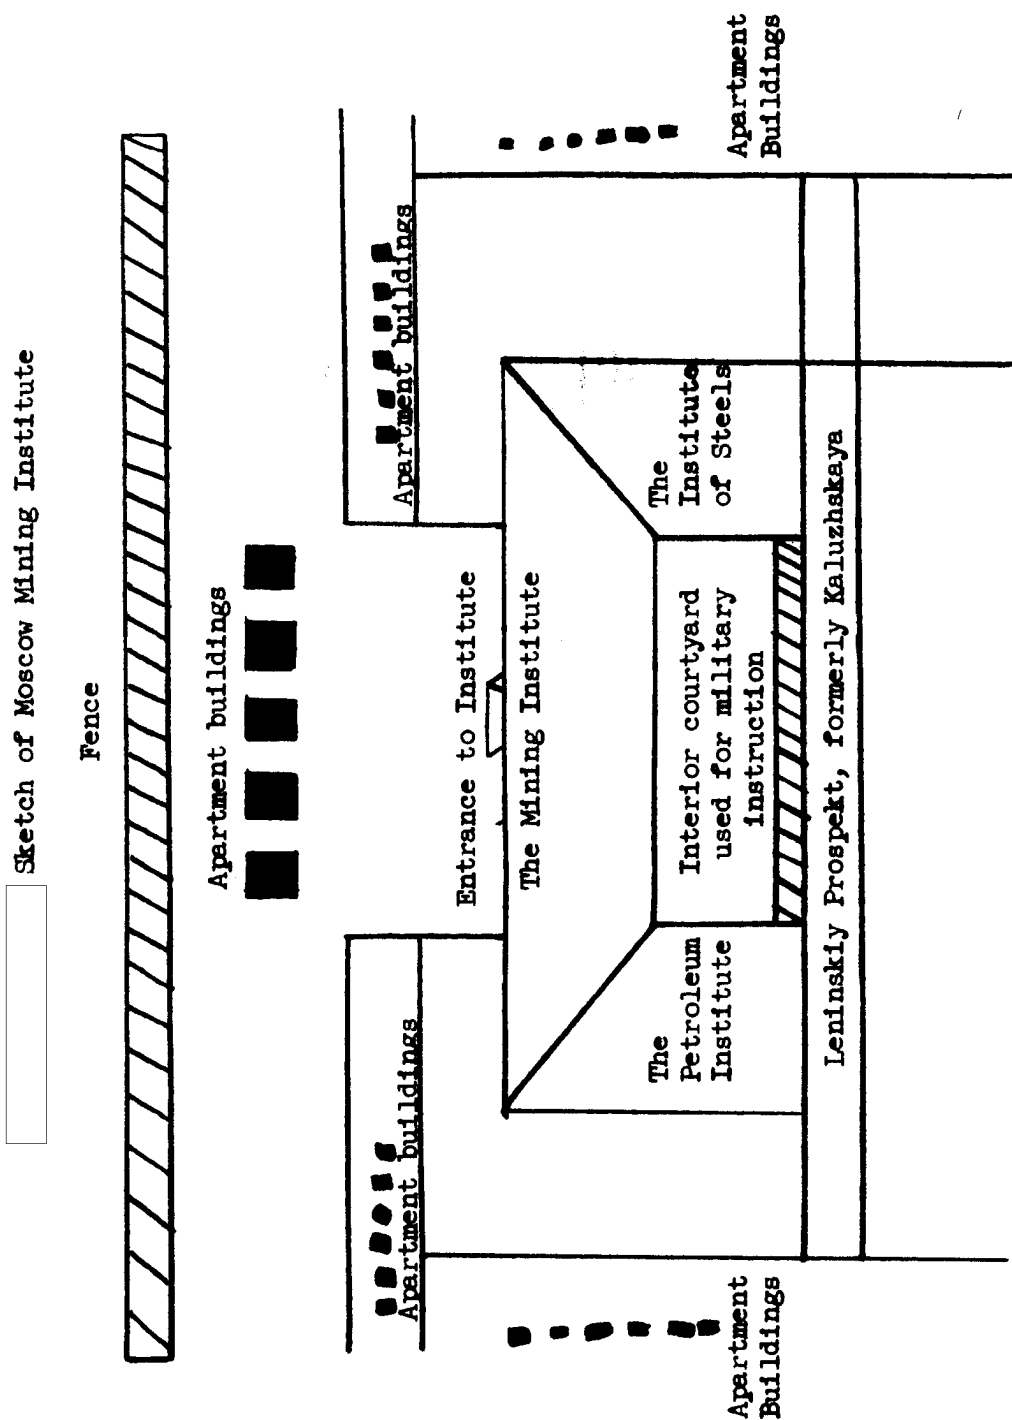 Sketch of Moscow Mining Institute
Fence
Apartment buildings
Apartment buildings
Apartment buildings
Entrance to Institute
The Mining Institute
Apartment
Buildings
The
Petroleum
Institute
Interior courtyard
used for military
instruction
The
Institute
of Steels
Apartment
Buildings
Leninskiy Prospekt, formerly Kaluzhskaya